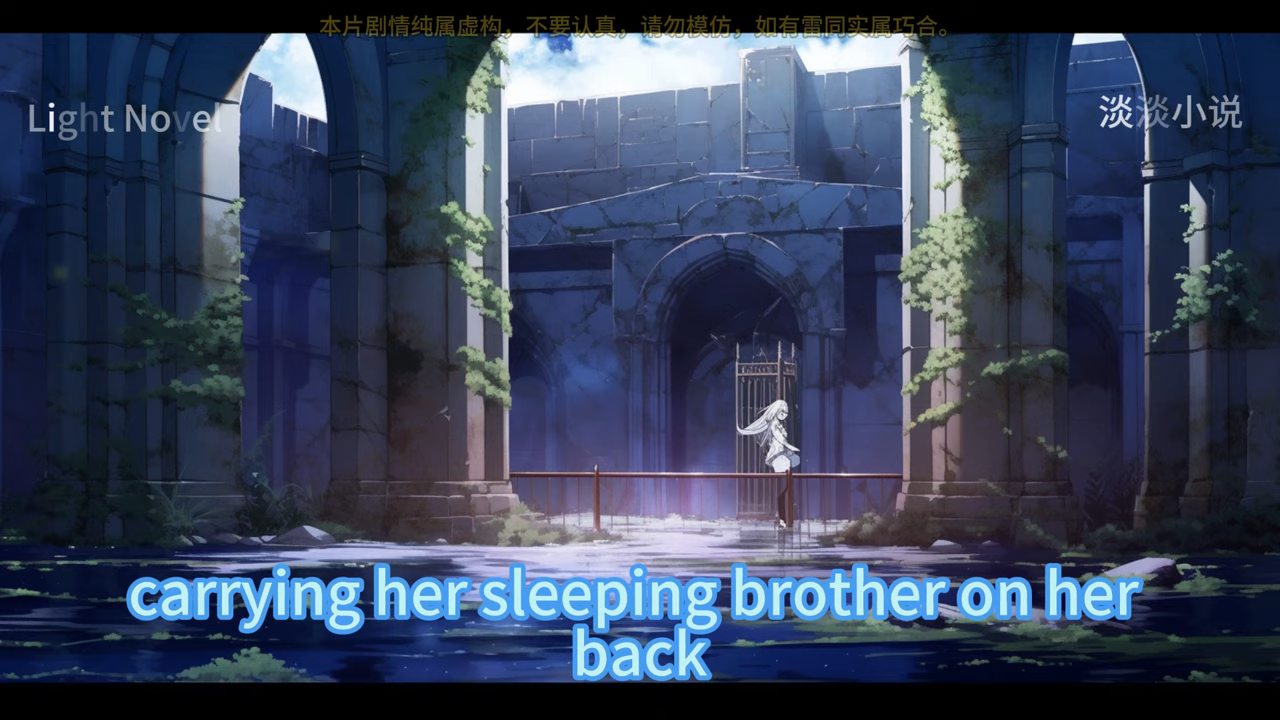 本片剧情纯属虚构，不要认真，请勿模仿，如有雷同实属巧合。
Light Novel
淡淡小说
carrying her sleeping brother on her
back